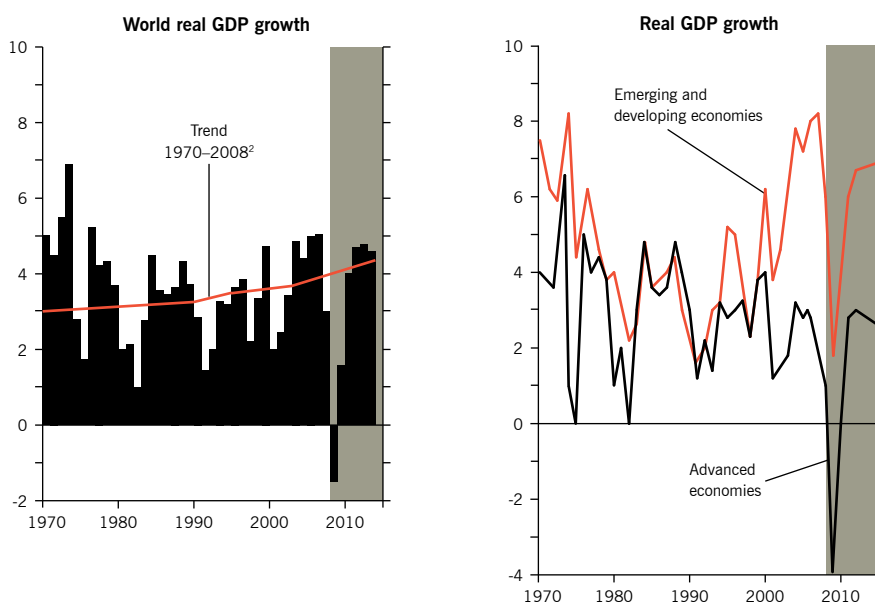 World real GDP growth
10
8
6
4
2
0
-2
Trend
1970–2008²
1970 1980 1990 2000 2010
Real GDP growth
10
8
6
4
2
0
-2
-4
Emerging and
developing economies
Advanced
economies
1970 1980 1990 2000 2010